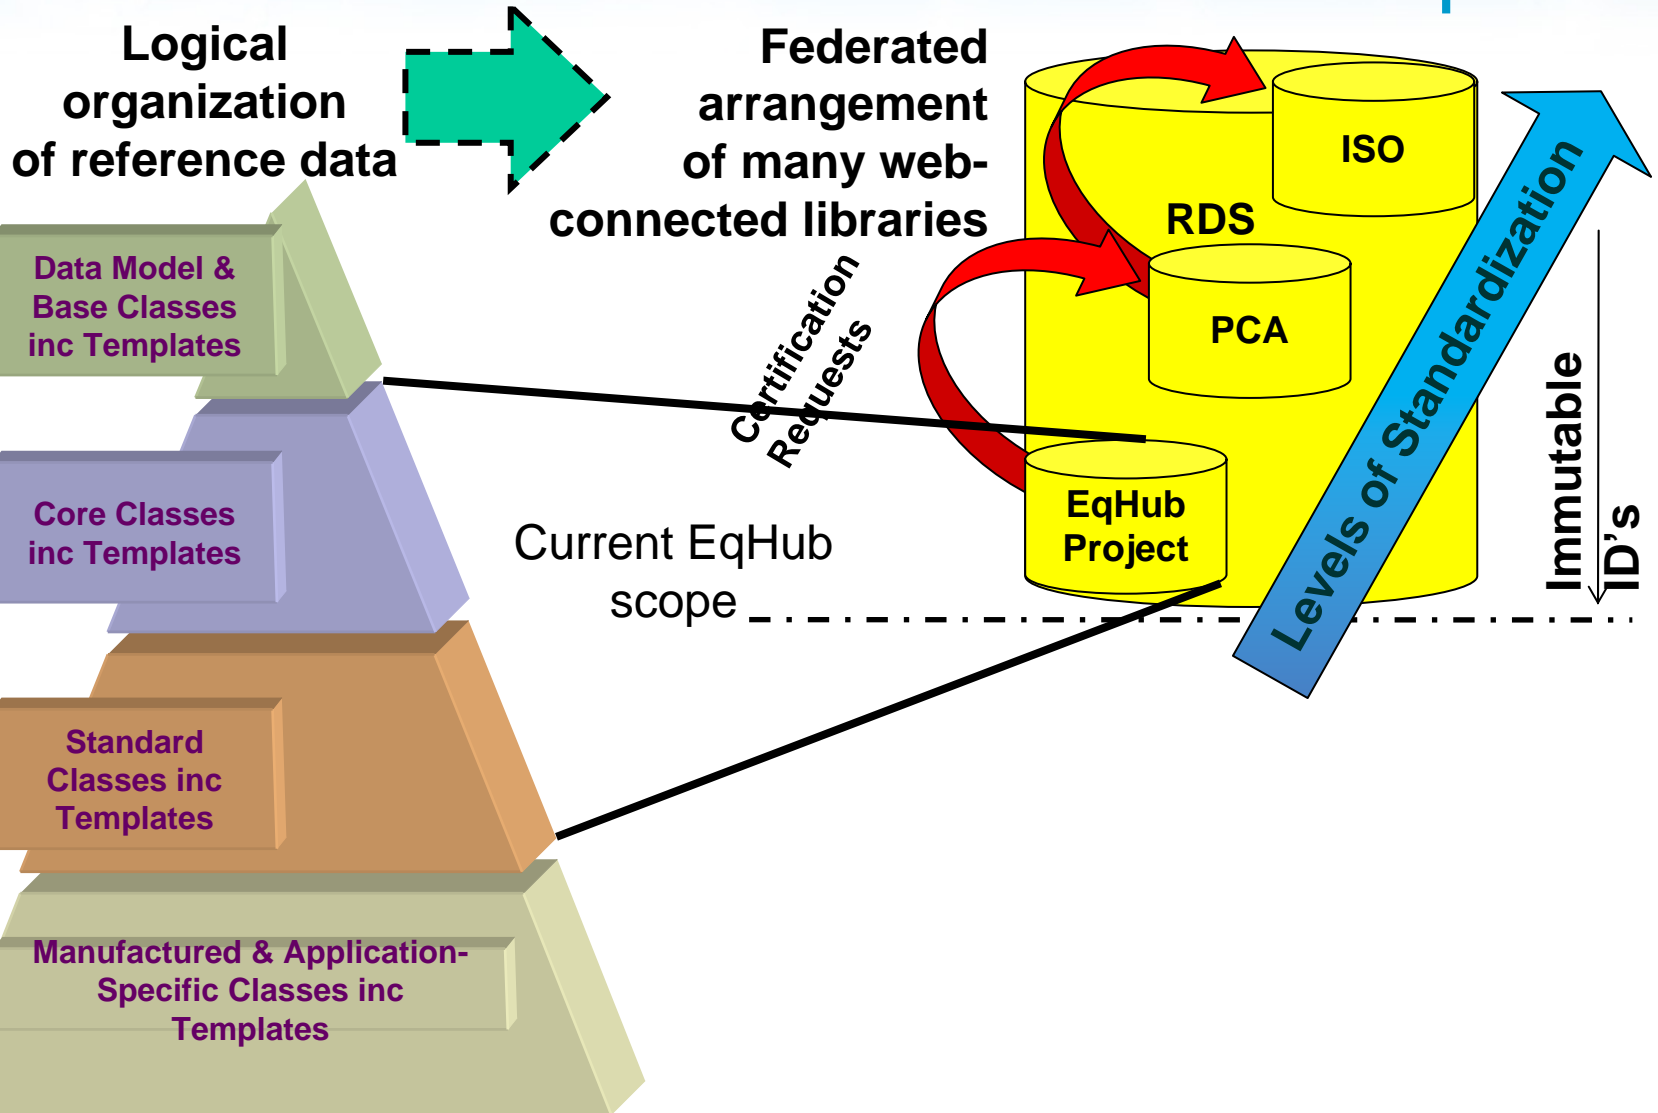 Logical
organization
of reference data
Federated
arrangement
of many web-
connected libraries
ISO
RDS
PCA
EqHub
Project
Certification
Requests
Levels of Standardization
Immutable
ID's
Current EqHub
scope
Data Model &
Base Classes
inc Templates
Core Classes
inc Templates
Standard
Classes inc
Templates
Manufactured & Application-
Specific Classes inc
Templates